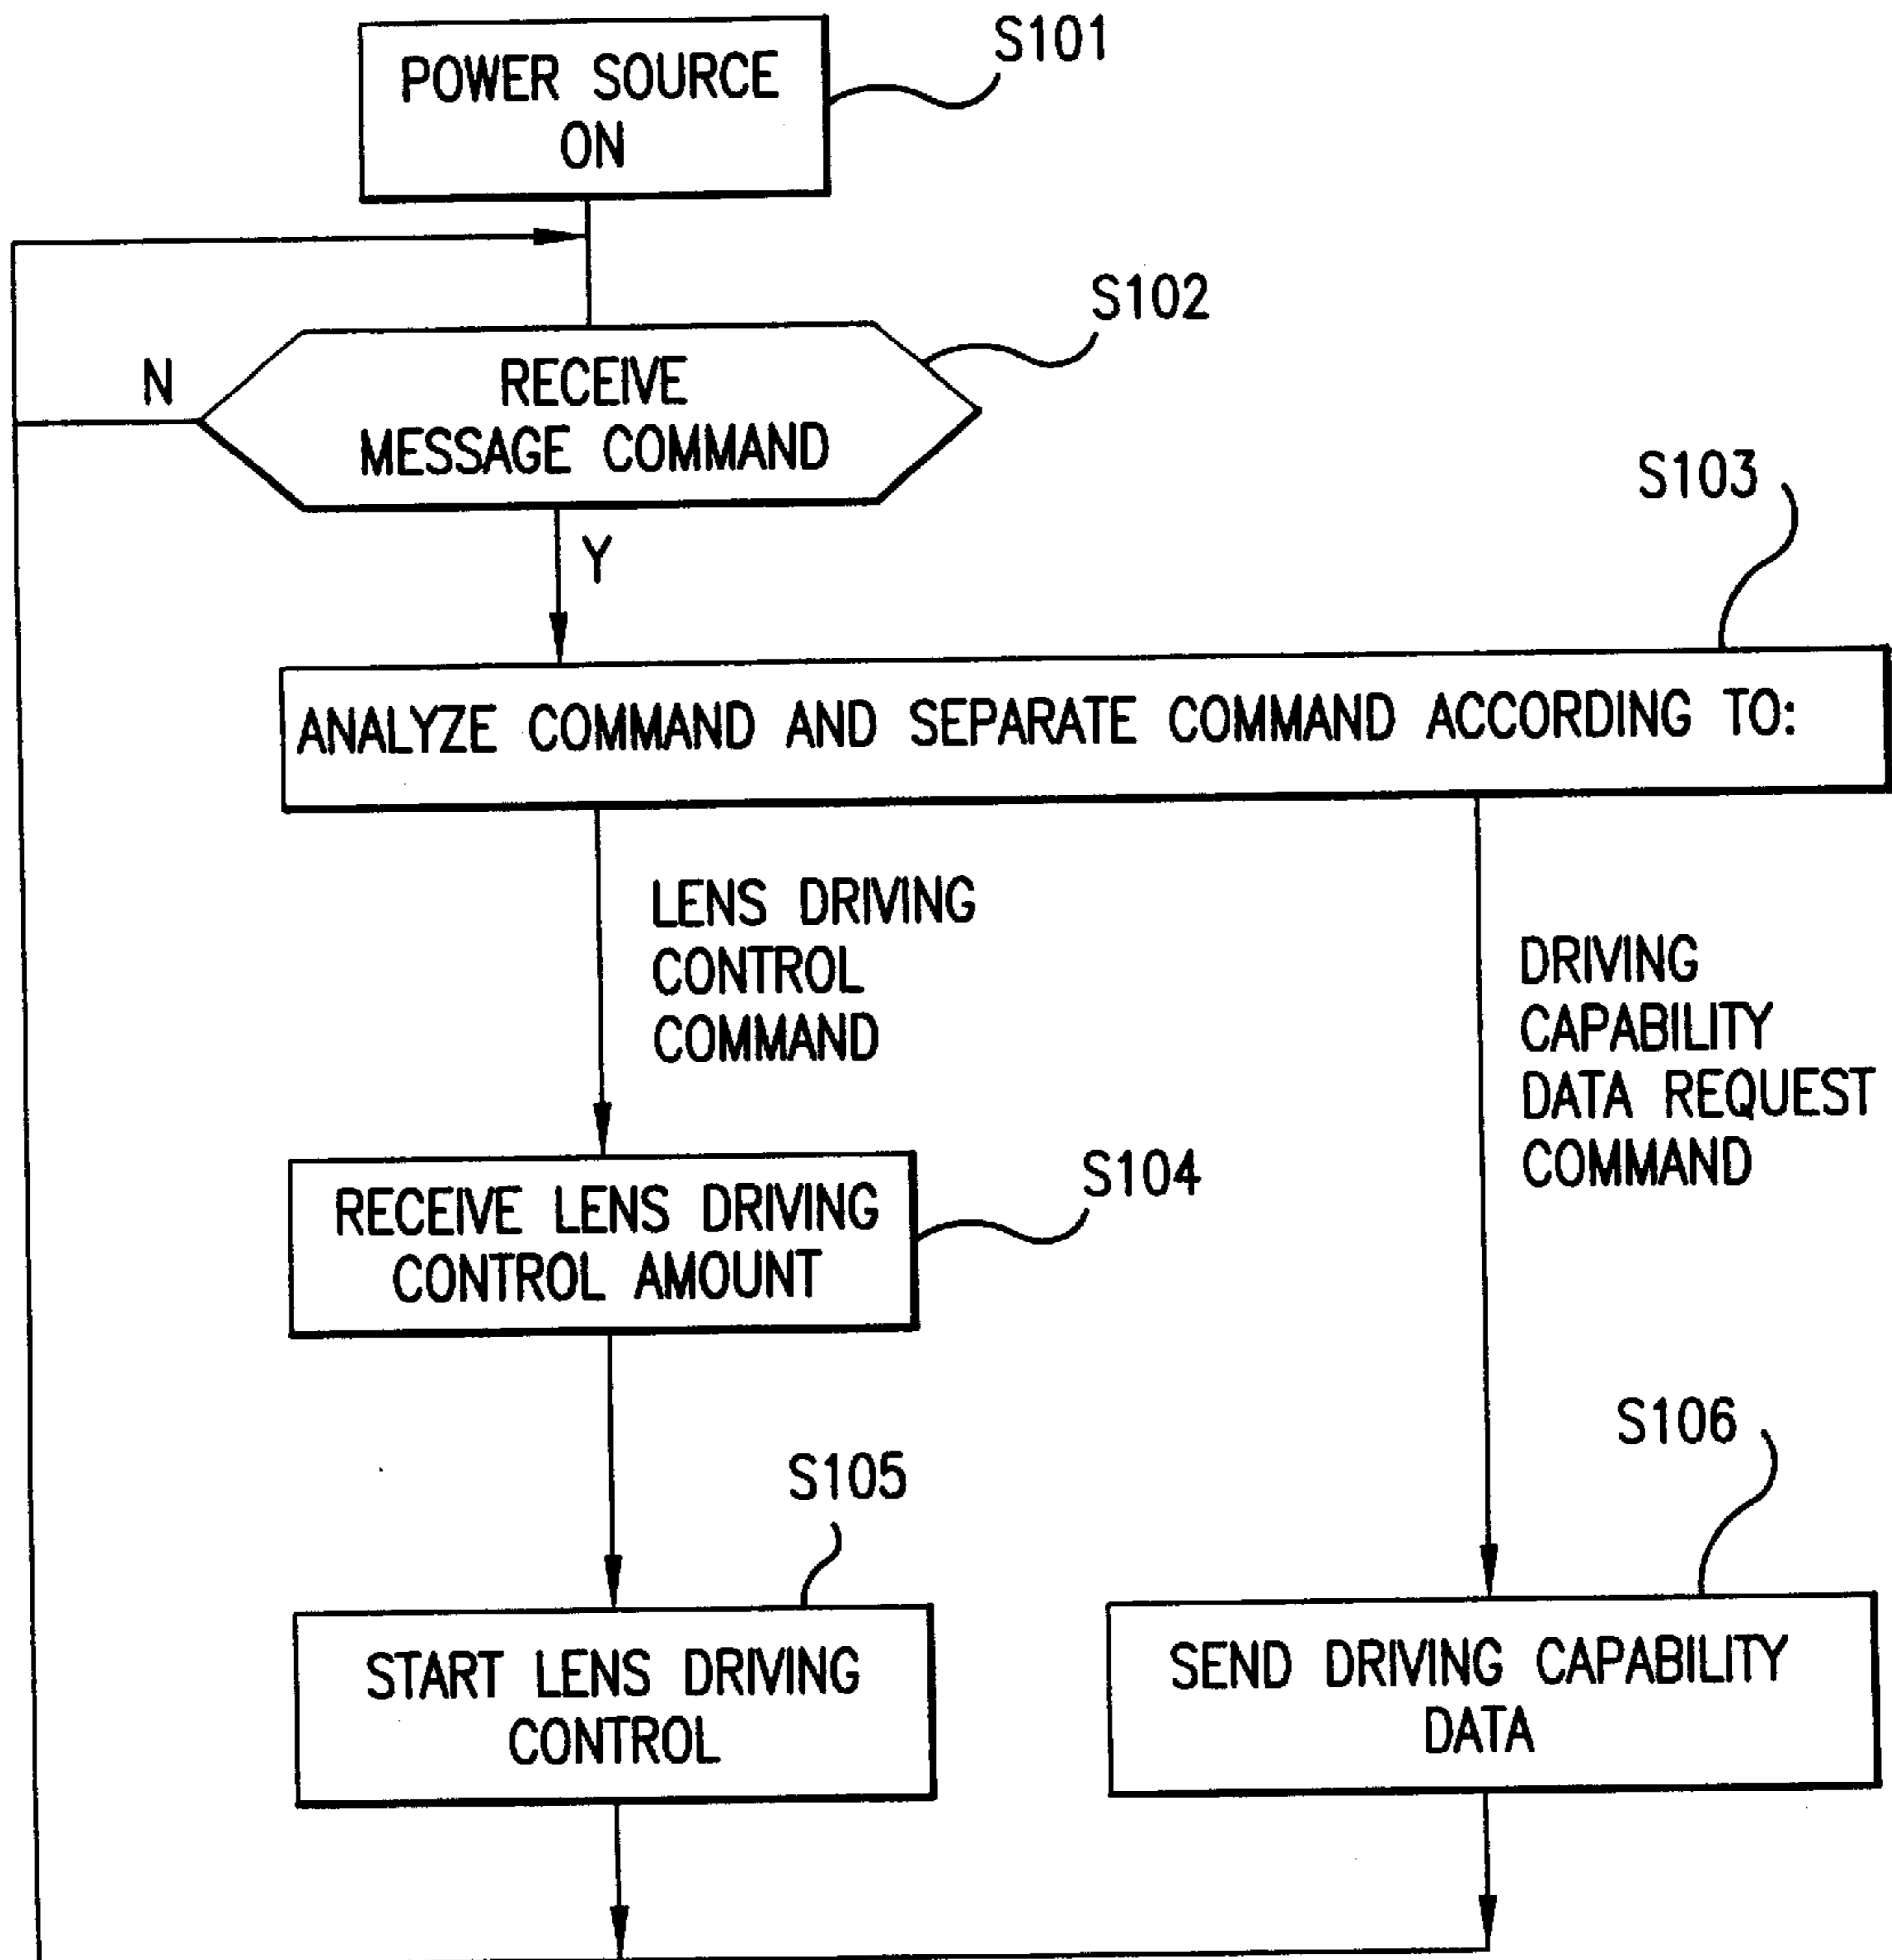 POWER SOURCE
ON
S101
S102
N
RECEIVE
MESSAGE COMMAND
Y
S103
ANALYZE COMMAND AND SEPARATE COMMAND ACCORDING TO:
LENS DRIVING
CONTROL
COMMAND
DRIVING
CAPABILITY
DATA REQUEST
COMMAND
RECEIVE LENS DRIVING
CONTROL AMOUNT
S104
S105
START LENS DRIVING
CONTROL
S106
SEND DRIVING CAPABILITY
DATA